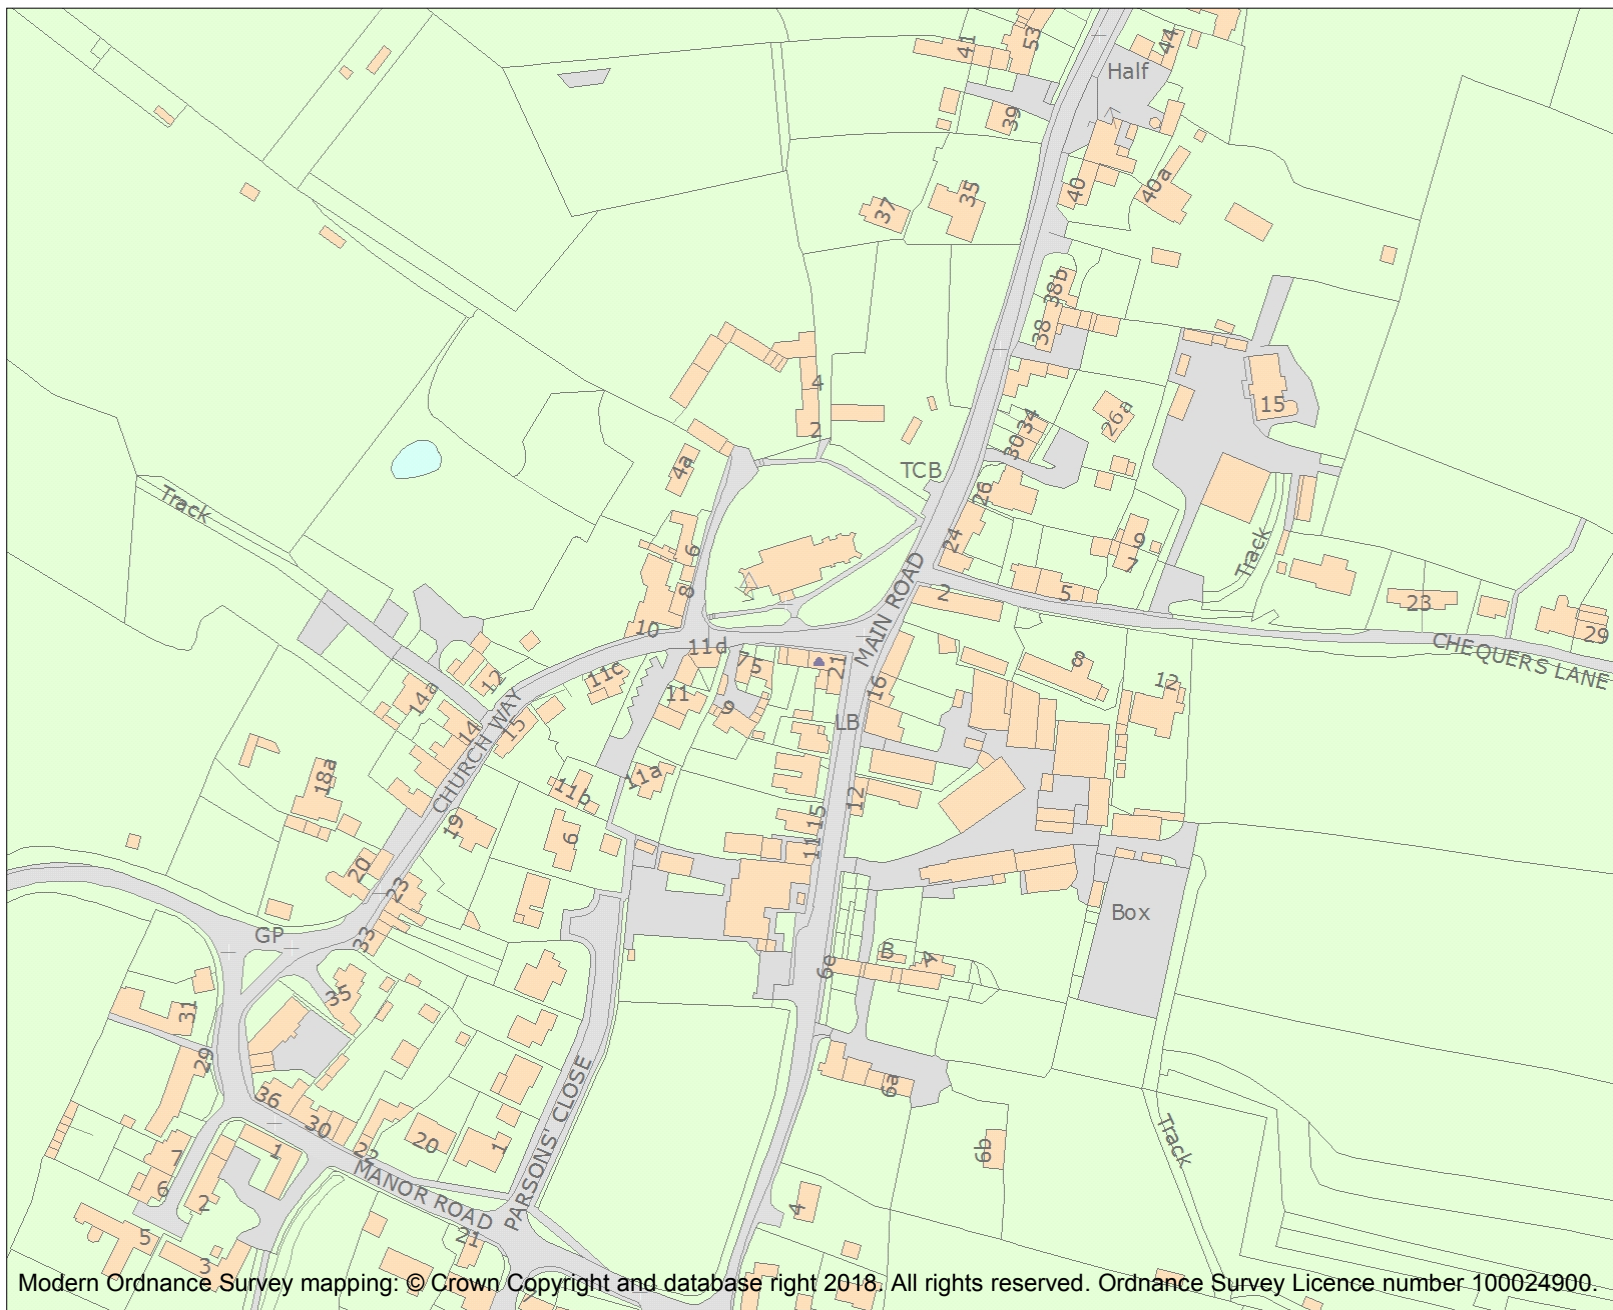 41
53
44
Half
39
40
40a
35
37
38b
38
4
2
15
26a
34
30
TCB
26
4a
24
9
7
Track
Track
6
8
10
MAIN ROAD
2
5
23
29
CHEQUERS LANE
11d
7
5
21
8
12
11c
12
14a
11
9
16
LB
14
15
CHURCH WAY
18a
11b
11a
12
15
11
19
6
20
23
Box
GP
33
B
A
6e
35
31
29
6a
PARSONS' CLOSE
36
30
22
20
1
1
6b
Track
7
6
2
MANOR ROAD
4
5
21
3
Modern Ordnance Survey mapping: © Crown Copyright and database right 2018. All rights reserved. Ordnance Survey Licence number 100024900.